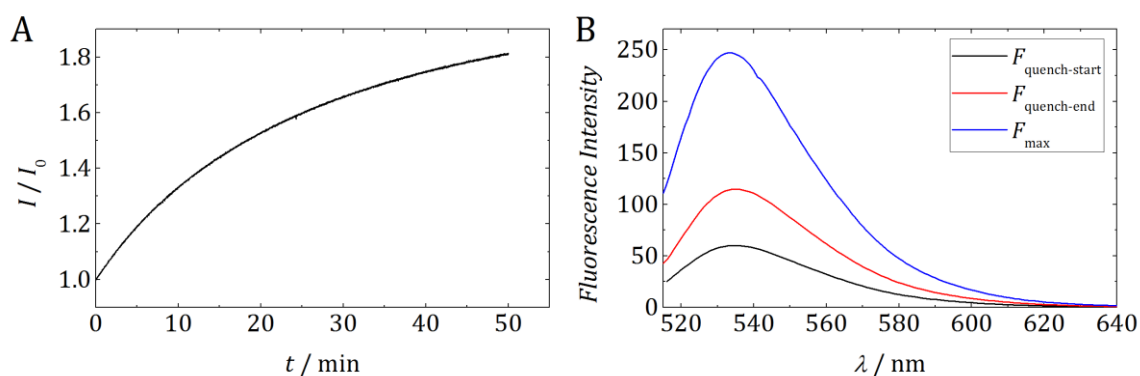 A
I / I0
1.8
1.6
1.4
1.2
1.0
0 10 20 30 40 50
t / min
B
Fluorescence Intensity
250
200
150
100
50
0
520 540 560 580 600 620 640
λ / nm
Fquench-start
Fquench-end
Fmax